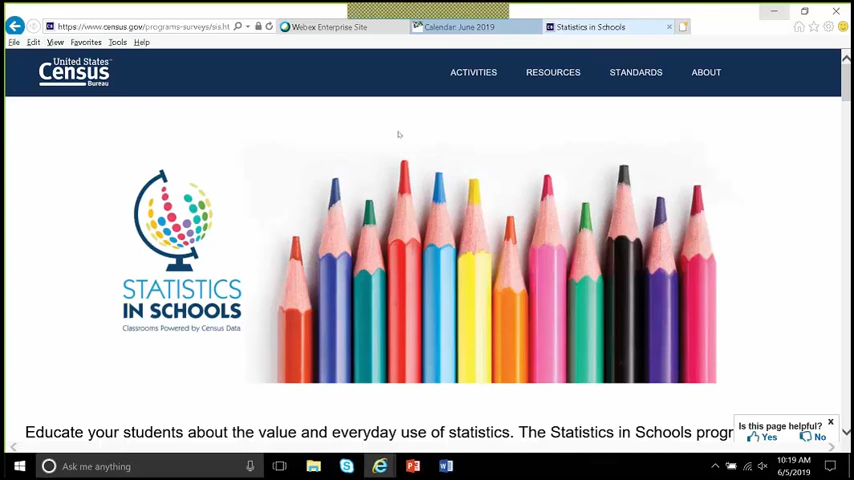 https://www.census.gov/programs-surveys/sis.ht
Webex Enterprise Site
Calendar: June 2019
Statistics in Schools
File Edit View Favorites Tools Help
United States
Census
Bureau
ACTIVITIES RESOURCES STANDARDS ABOUT
STATISTICS
IN SCHOOLS
Classrooms Powered by Census Data
Educate your students about the value and everyday use of statistics. The Statistics in Schools progr
Is this page helpful? X
Yes No
Ask me anything
10:19 AM
6/5/2019